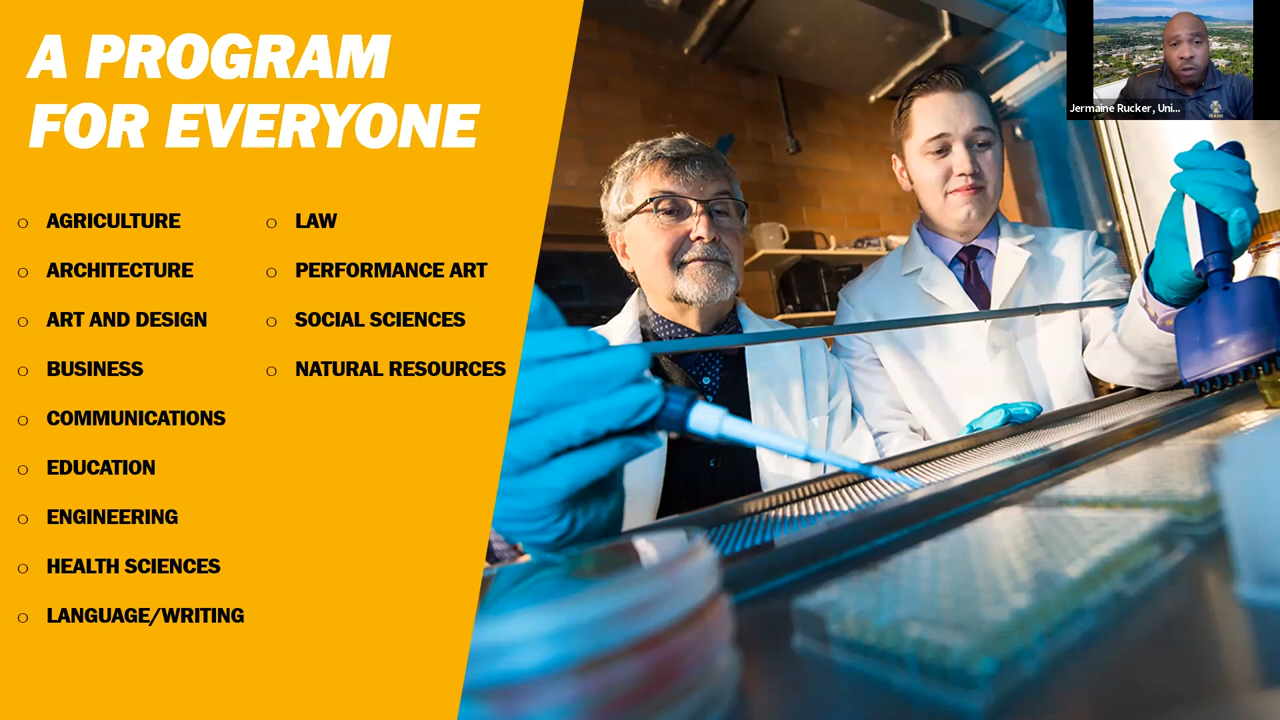 A PROGRAM
FOR EVERYONE
AGRICULTURE
ARCHITECTURE
ART AND DESIGN
BUSINESS
COMMUNICATIONS
EDUCATION
ENGINEERING
HEALTH SCIENCES
LANGUAGE/WRITING
LAW
PERFORMANCE ART
SOCIAL SCIENCES
NATURAL RESOURCES
Jermaine Rucker, Uni...